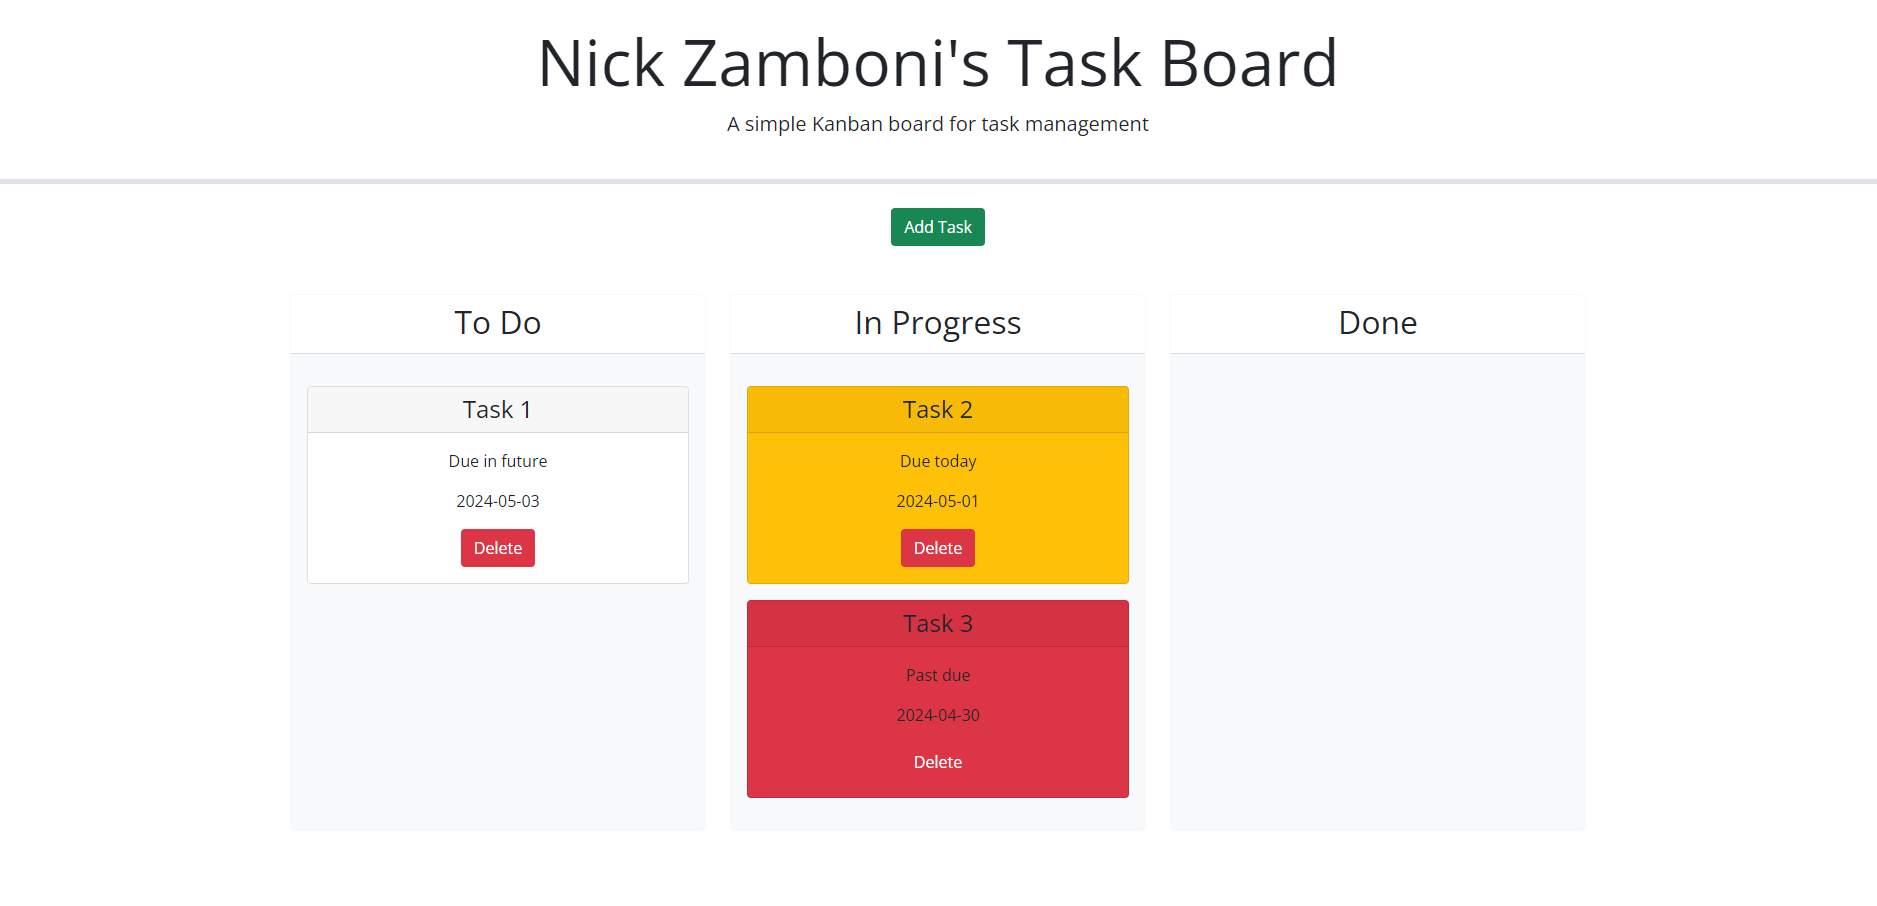 Nick Zamboni's Task Board
A simple Kanban board for task management
Add Task
To Do
Task 1
Due in future
2024-05-03
Delete
In Progress
Task 2
Due today
2024-05-01
Delete
Task 3
Past due
2024-04-30
Delete
Done